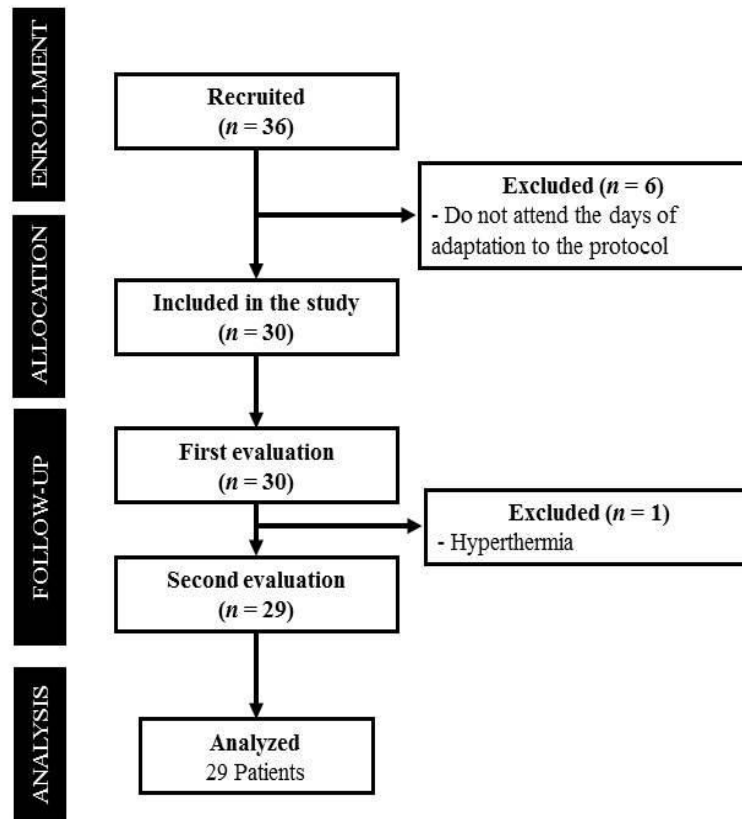 ENROLLMENT
Recruited
(n = 36)
Excluded (n = 6)
- Do not attend the days of
adaptation to the protocol
ALLOCATION
Included in the study
(n = 30)
FOLLOW-UP
First evaluation
(n = 30)
Excluded (n = 1)
- Hyperthermia
Second evaluation
(n = 29)
ANALYSIS
Analyzed
29 Patients